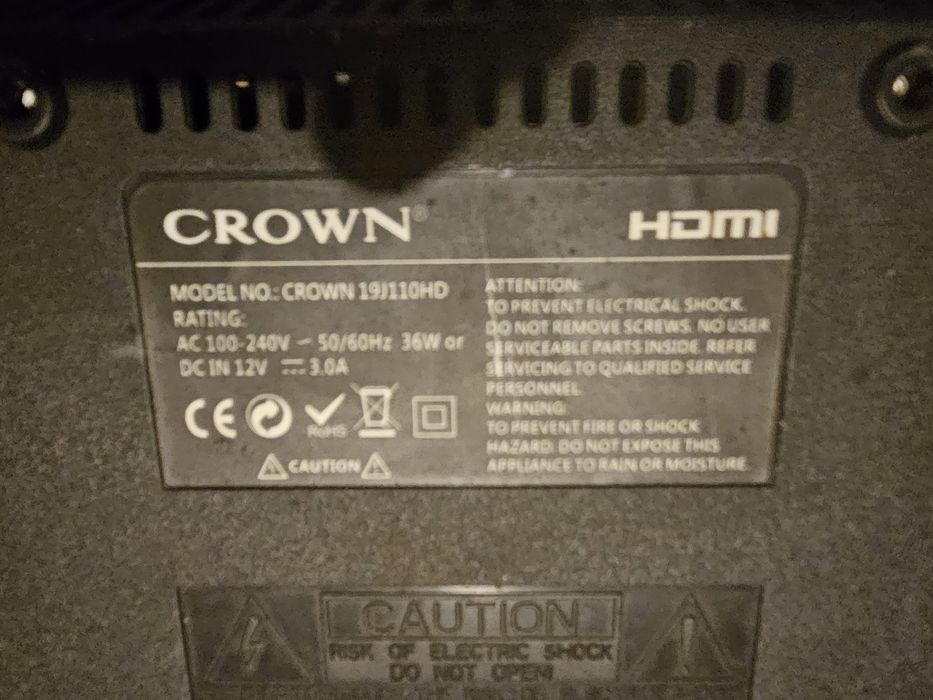 CROWN®
HDMI
MODEL NO.: CROWN 19J110HD
RATING:
AC 100-240V ~ 50/60Hz 36W or
DC IN 12V ⎓ 3.0A
CE
RoHS
CAUTION
ATTENTION:
TO PREVENT ELECTRICAL SHOCK.
DO NOT REMOVE SCREWS. NO USER
SERVICEABLE PARTS INSIDE. REFER
SERVICING TO QUALIFIED SERVICE
PERSONNEL.
WARNING:
TO PREVENT FIRE OR SHOCK
HAZARD. DO NOT EXPOSE THIS
APPLIANCE TO RAIN OR MOISTURE.
CAUTION
RISK OF ELECTRIC SHOCK
DO NOT OPEN!